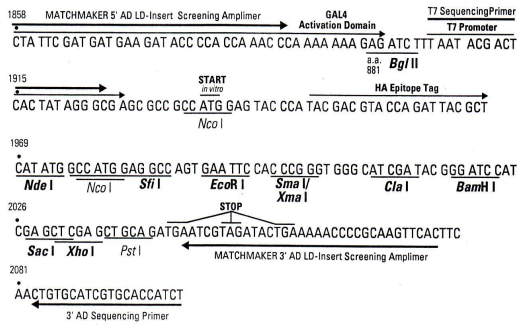 1858 MATCHMAKER 5' AD LD-Insert Screening Amplimer GAL4 T7 SequencingPrimer
Activation Domain T7 Promoter
CTA TTC GAT GAT GAA GAT ACC CCA CCA AAC CCA AAA AAA GAG ATC TTT AAT ACG ACT
a.a. Bgl II
881
1915 START HA Epitope Tag
in vitro
CAC TAT AGG GCG AGC GCC GCC ATG GAG TAC CCA TAC GAC GTA CCA GAT TAC GCT
Nco I
1969
CAT ATG GCC ATG GAG GCC AGT GAA TTC CAC CCG GGT GGG CAT CGA TAC GGG ATC CAT
Nde I Nco I Sfi I EcoR I Sma I/ Cla I BamH I
Xma I
2026 STOP
CGA GCT CGA GCT GCA GATGAATCGTAGATACTGAAAAACCCCGCAAGTTCACTTC
Sac I Xho I Pst I MATCHMAKER 3' AD LD-Insert Screening Amplimer
2081
AACTGTGCATCGTGCACCATCT
3' AD Sequencing Primer